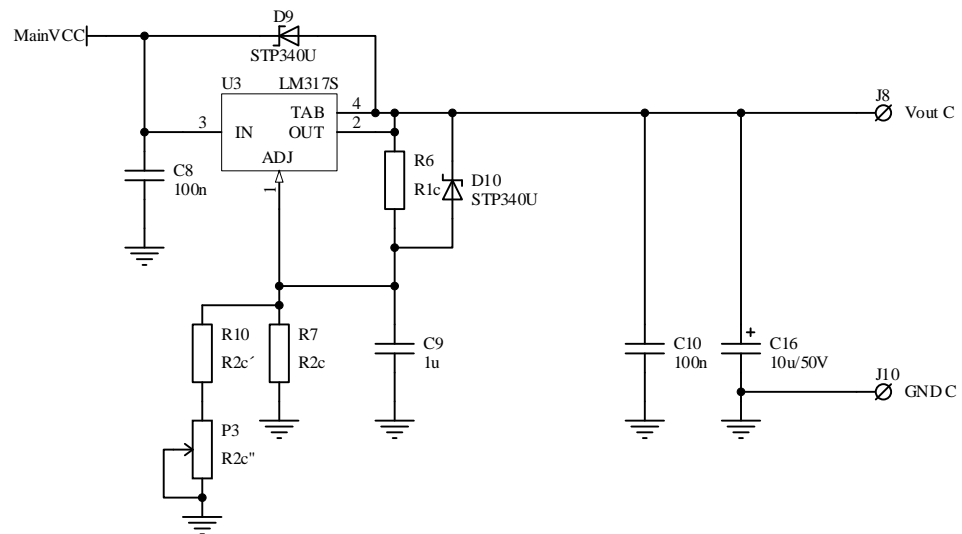 D9
MainVCC
STP340U
U3
LM317S
J8
TAB
4
Vout C
3
IN
OUT
2
ADJ
R6
C8
R1c
D10
100n
STP340U
1
R10
R7
C9
C10
C16
R2c´
R2c
1u
100n
10u/50V
+
J10
GND C
P3
R2c"